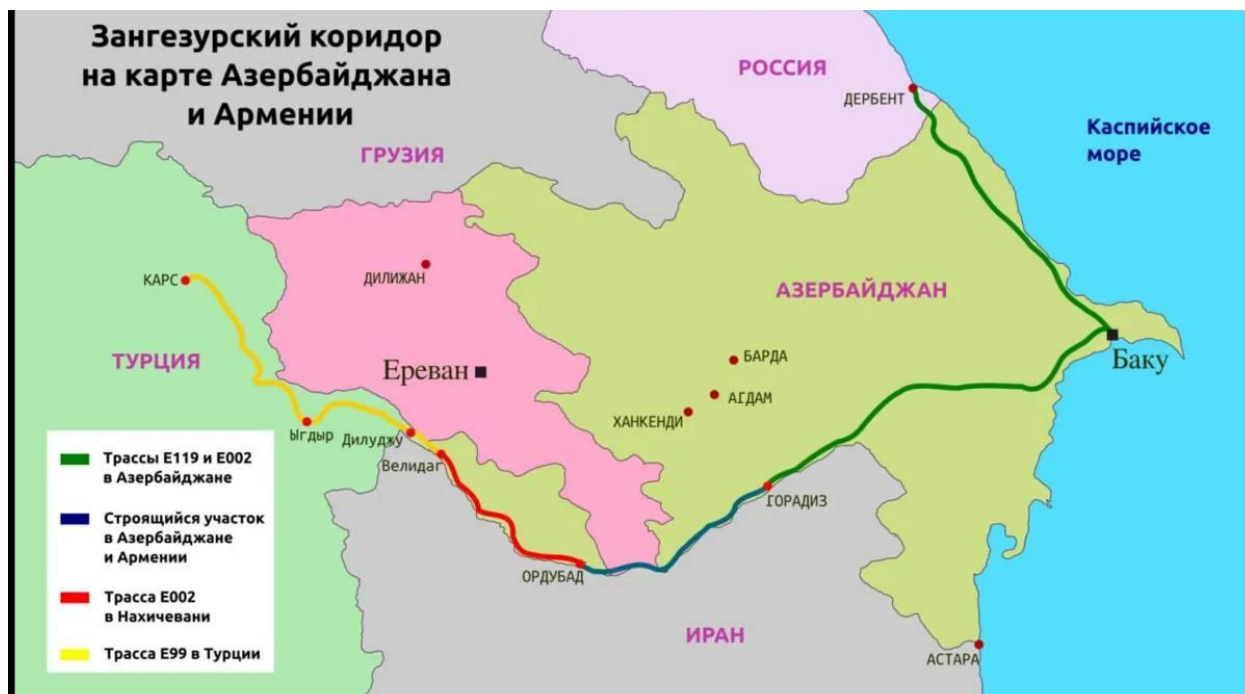 Зангезурский коридор
на карте Азербайджана
и Армении
РОССИЯ
ДЕРБЕНТ
Каспийское
море
ГРУЗИЯ
КАРС
ДИЛИЖАН
АЗЕРБАЙДЖАН
ТУРЦИЯ
Ереван
БАРДА
Баку
АГДАМ
ХАНКЕНДИ
Ыгдыр
Дилуджу
Велидаг
ГОРАДИЗ
ОРДУБАД
ИРАН
АСТАРА
Трассы Е119 и Е002
в Азербайджане
Строящийся участок
в Азербайджане
и Армении
Трасса Е002
в Нахичевани
Трасса Е99 в Турции